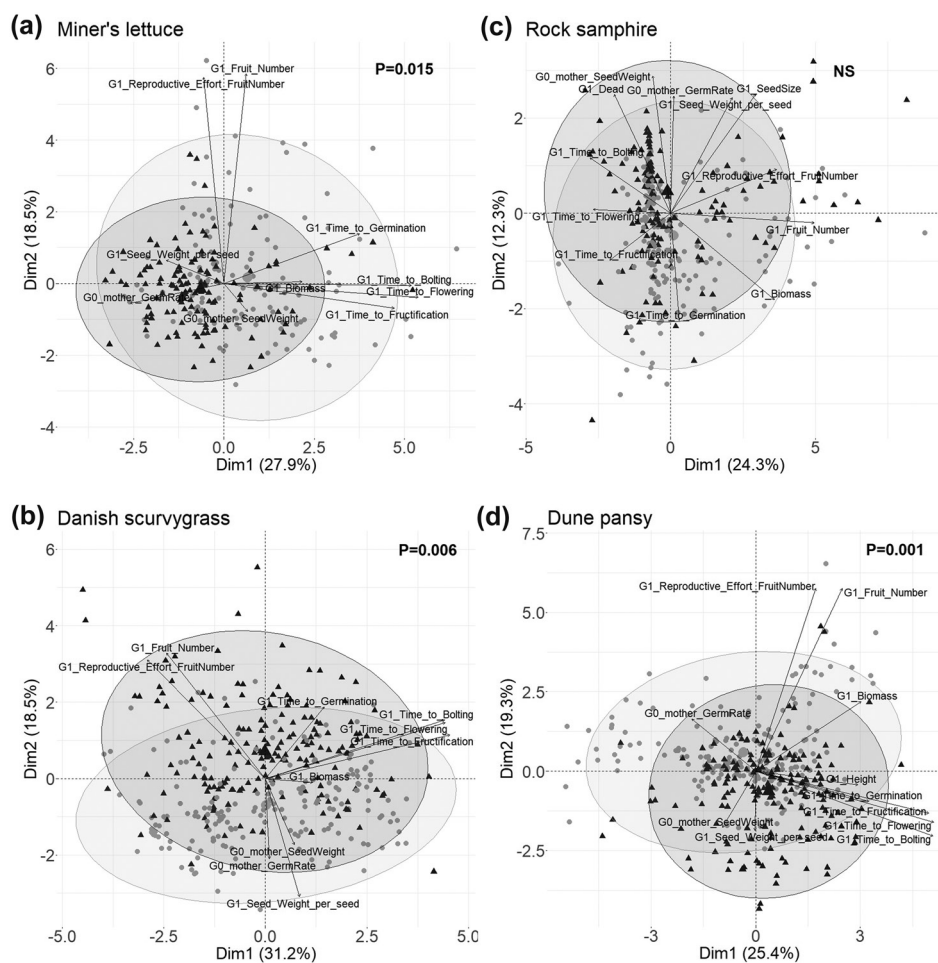 (a) Miner's lettuce
P=0.015
G1_Fruit_Number
G1_Reproductive_Effort_FruitNumber
G1_Time_to_Germination
G1_Seed_Weight_per_seed
G1_Time_to_Bolting
G1_Biomass
G0_mother_GermRate
G1_Time_to_Flowering
G0_mother_SeedWeight
G1_Time_to_Fructification
6
4
2
0
-2
-4
Dim2 (18.5%)
-2.5
0.0
2.5
5.0
Dim1 (27.9%)
(c) Rock samphire
NS
G0_mother_SeedWeight
G1_Dead
G0_mother_GermRate
G1_SeedSize
G1_Seed_Weight_per_seed
G1_Time_to_Bolting
G1_Reproductive_Effort_FruitNumber
G1_Time_to_Flowering
G1_Fruit_Number
G1_Time_to_Fructification
G1_Biomass
G1_Time_to_Germination
2
0
-2
-4
Dim2 (12.3%)
-5
0
5
Dim1 (24.3%)
(b) Danish scurvygrass
P=0.006
G1_Fruit_Number
G1_Reproductive_Effort_FruitNumber
G1_Time_to_Germination
G1_Time_to_Bolting
G1_Time_to_Flowering
G1_Time_to_Fructification
G1_Biomass
G0_mother_SeedWeight
G0_mother_GermRate
G1_Seed_Weight_per_seed
6
4
2
0
-2
Dim2 (18.5%)
-5.0
-2.5
0.0
2.5
5.0
Dim1 (31.2%)
(d) Dune pansy
P=0.001
G1_Reproductive_Effort_FruitNumber
G1_Fruit_Number
G1_Biomass
G0_mother_GermRate
G1_Height
G1_Time_to_Germination
G1_Time_to_Fructification
G0_mother_SeedWeight
G1_Time_to_Flowering
G1_Seed_Weight_per_seed
G1_Time_to_Bolting
7.5
5.0
2.5
0.0
-2.5
Dim2 (19.3%)
-3
0
3
Dim1 (25.4%)